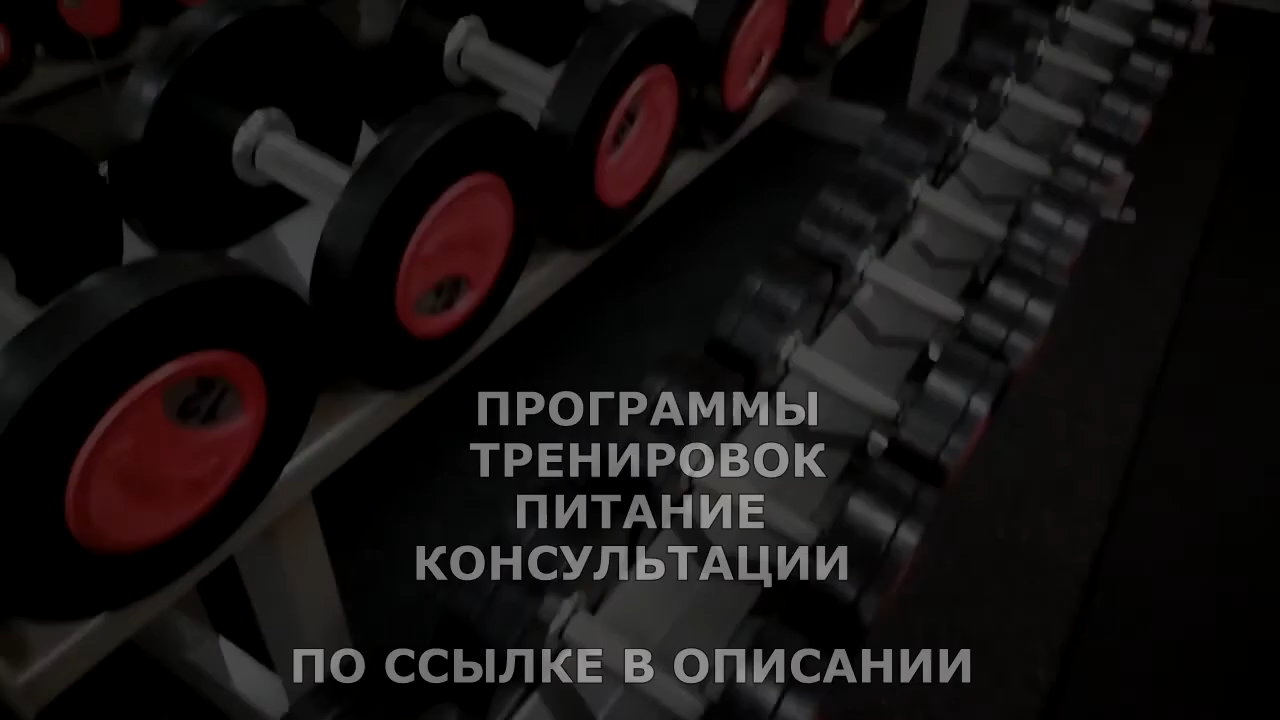 ПРОГРАММЫ
ТРЕНИРОВОК
ПИТАНИЕ
КОНСУЛЬТАЦИИ
ПО ССЫЛКЕ В ОПИСАНИИ